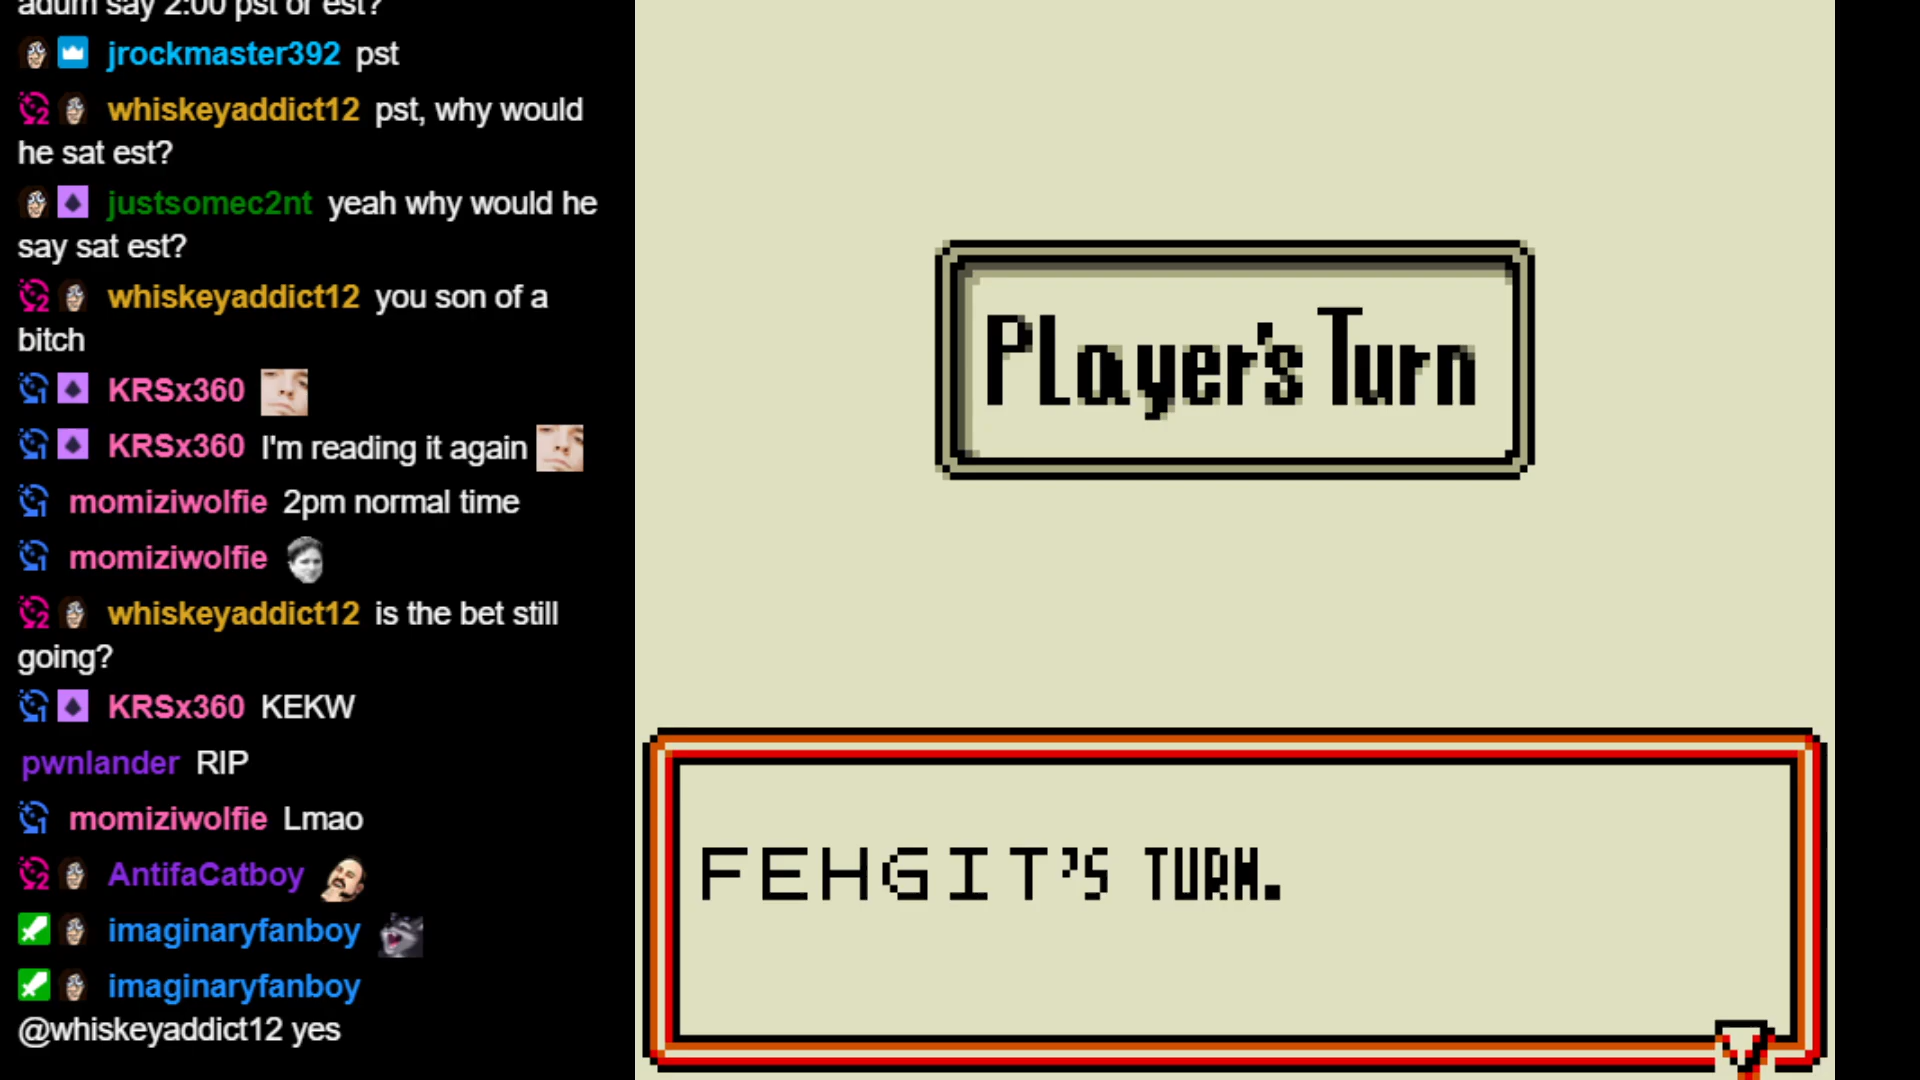 adum say 2:00 pst or est?
jrockmaster392 pst
whiskeyaddict12 pst, why would
he sat est?
justsomec2nt yeah why would he
say sat est?
whiskeyaddict12 you son of a
bitch
KRSx360
KRSx360 I'm reading it again
momiziwolfie 2pm normal time
momiziwolfie
whiskeyaddict12 is the bet still
going?
KRSx360 KEKW
pwnlander RIP
momiziwolfie Lmao
AntifaCatboy
imaginaryfanboy
imaginaryfanboy
@whiskeyaddict12 yes
Player's Turn
FEHGIT'S TURN.